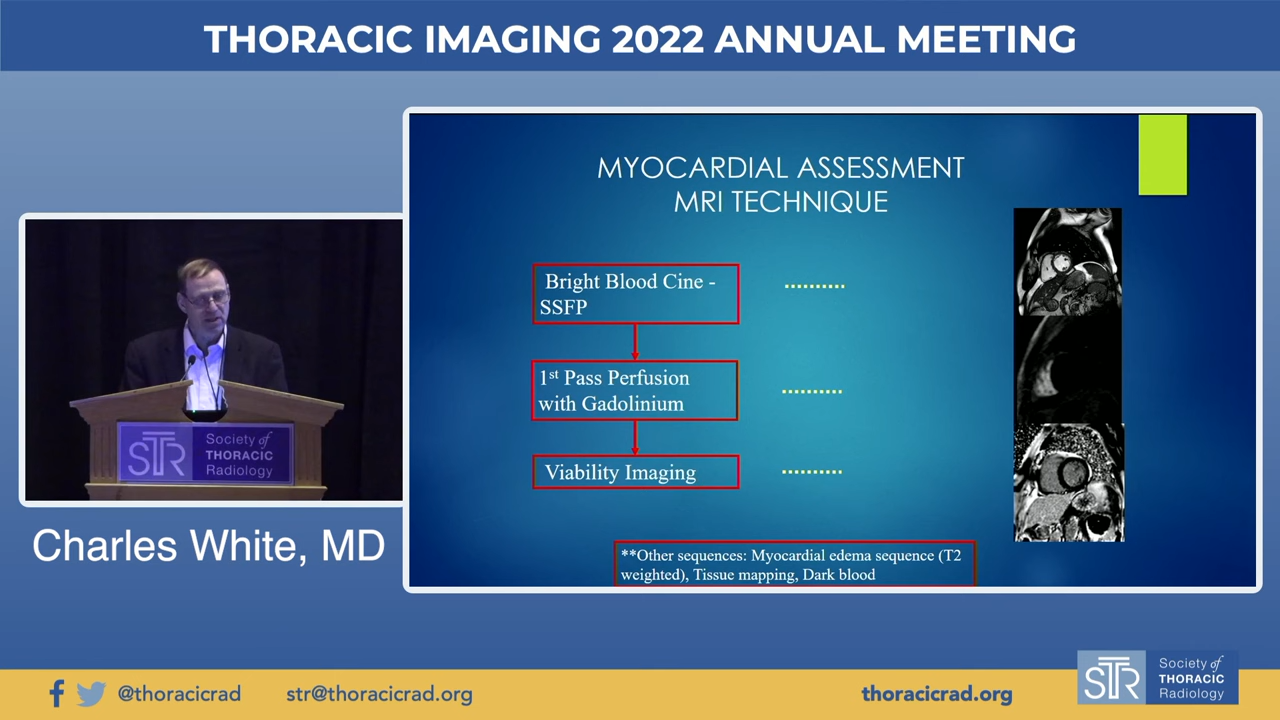 THORACIC IMAGING 2022 ANNUAL MEETING
MYOCARDIAL ASSESSMENT
MRI TECHNIQUE
Bright Blood Cine -
SSFP
..........
1st Pass Perfusion
with Gadolinium
..........
Viability Imaging
..........
**Other sequences: Myocardial edema sequence (T2
weighted), Tissue mapping, Dark blood
STR
Society of
THORACIC
Radiology
Charles White, MD
@thoracicrad
str@thoracicrad.org
thoracicrad.org
STR
Society of
THORACIC
Radiology